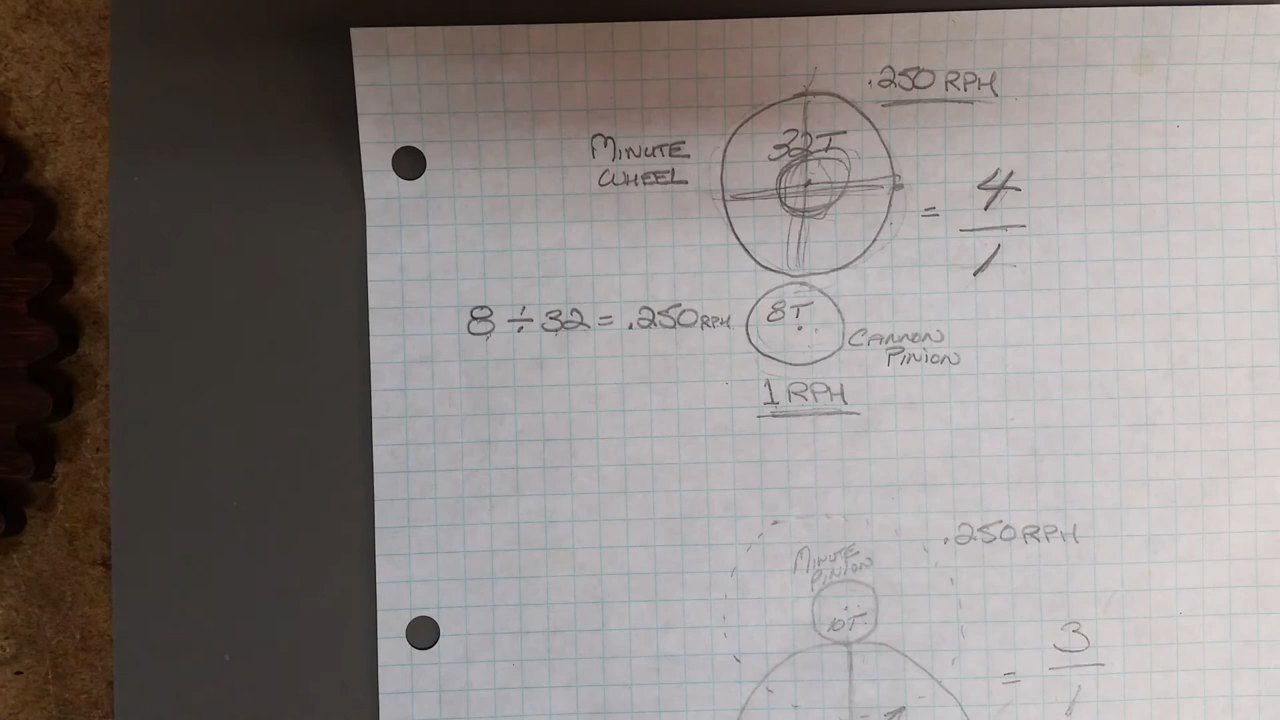 .250 RPH
MINUTE
WHEEL
32T
= 4
1
8 ÷ 32 = .250 RPH
8T
CANNON
PINION
1 RPH
.250 RPH
MINUTE
PINION
10T
= 3
1